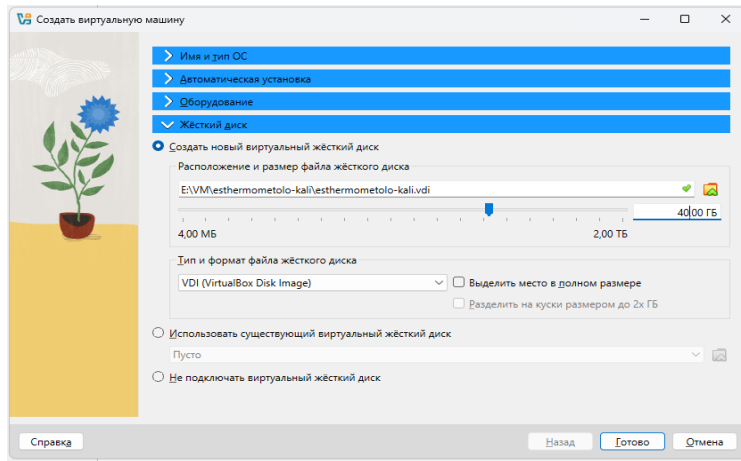 Создать виртуальную машину
Имя и тип ОС
Автоматическая установка
Оборудование
Жёсткий диск
Создать новый виртуальный жёсткий диск
Расположение и размер файла жёсткого диска
E:\VM\esthermometolo-kali\esthermometolo-kali.vdi
40,00 ГБ
4,00 МБ 2,00 ТБ
Тип и формат файла жёсткого диска
VDI (VirtualBox Disk Image) Выделить место в полном размере
Разделить на куски размером до 2х ГБ
Использовать существующий виртуальный жёсткий диск
Пусто
Не подключать виртуальный жёсткий диск
Справка Назад Готово Отмена